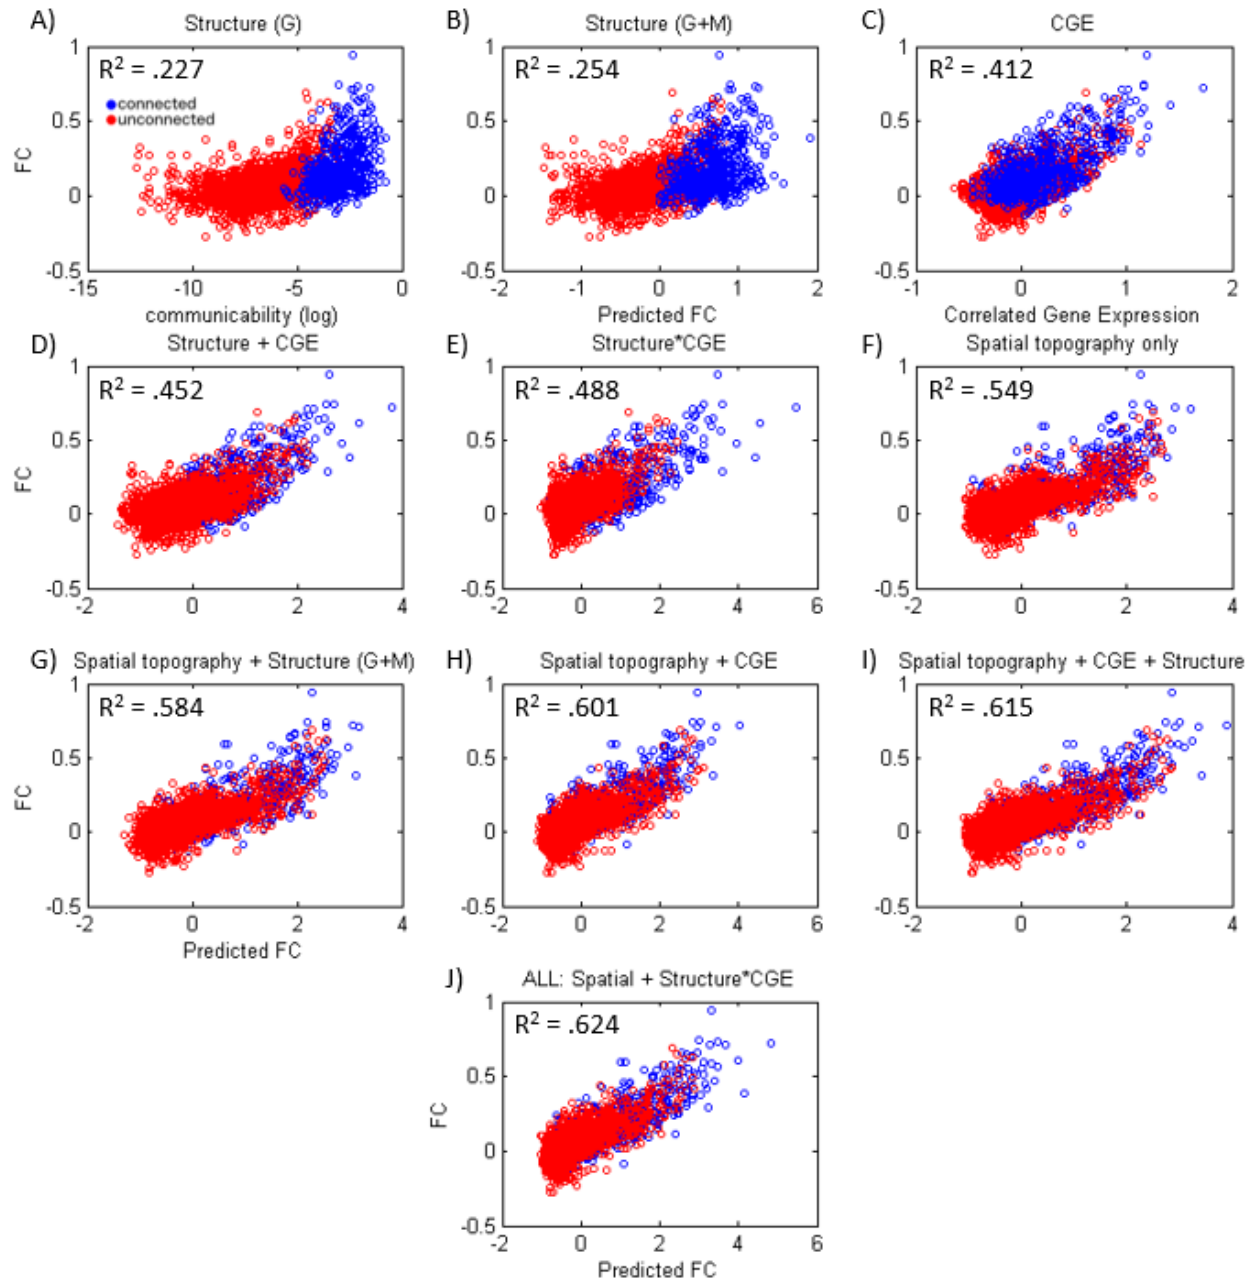 A) Structure (G)
R² = .227
connected
unconnected
FC
1
0.5
0
-0.5
-15 -10 -5 0
communicability (log)
B) Structure (G+M)
R² = .254
1
0.5
0
-0.5
-2 -1 0 1 2
Predicted FC
C) CGE
R² = .412
1
0.5
0
-0.5
-1 0 1 2
Correlated Gene Expression
D) Structure + CGE
R² = .452
FC
1
0.5
0
-0.5
-2 0 2 4
E) Structure*CGE
R² = .488
1
0.5
0
-0.5
-2 0 2 4 6
F) Spatial topography only
R² = .549
1
0.5
0
-0.5
-2 0 2 4
G) Spatial topography + Structure (G+M)
R² = .584
FC
1
0.5
0
-0.5
-2 0 2 4
Predicted FC
H) Spatial topography + CGE
R² = .601
1
0.5
0
-0.5
-2 0 2 4 6
I) Spatial topography + CGE + Structure
R² = .615
1
0.5
0
-0.5
-2 0 2 4
J) ALL: Spatial + Structure*CGE
R² = .624
FC
1
0.5
0
-0.5
-2 0 2 4 6
Predicted FC